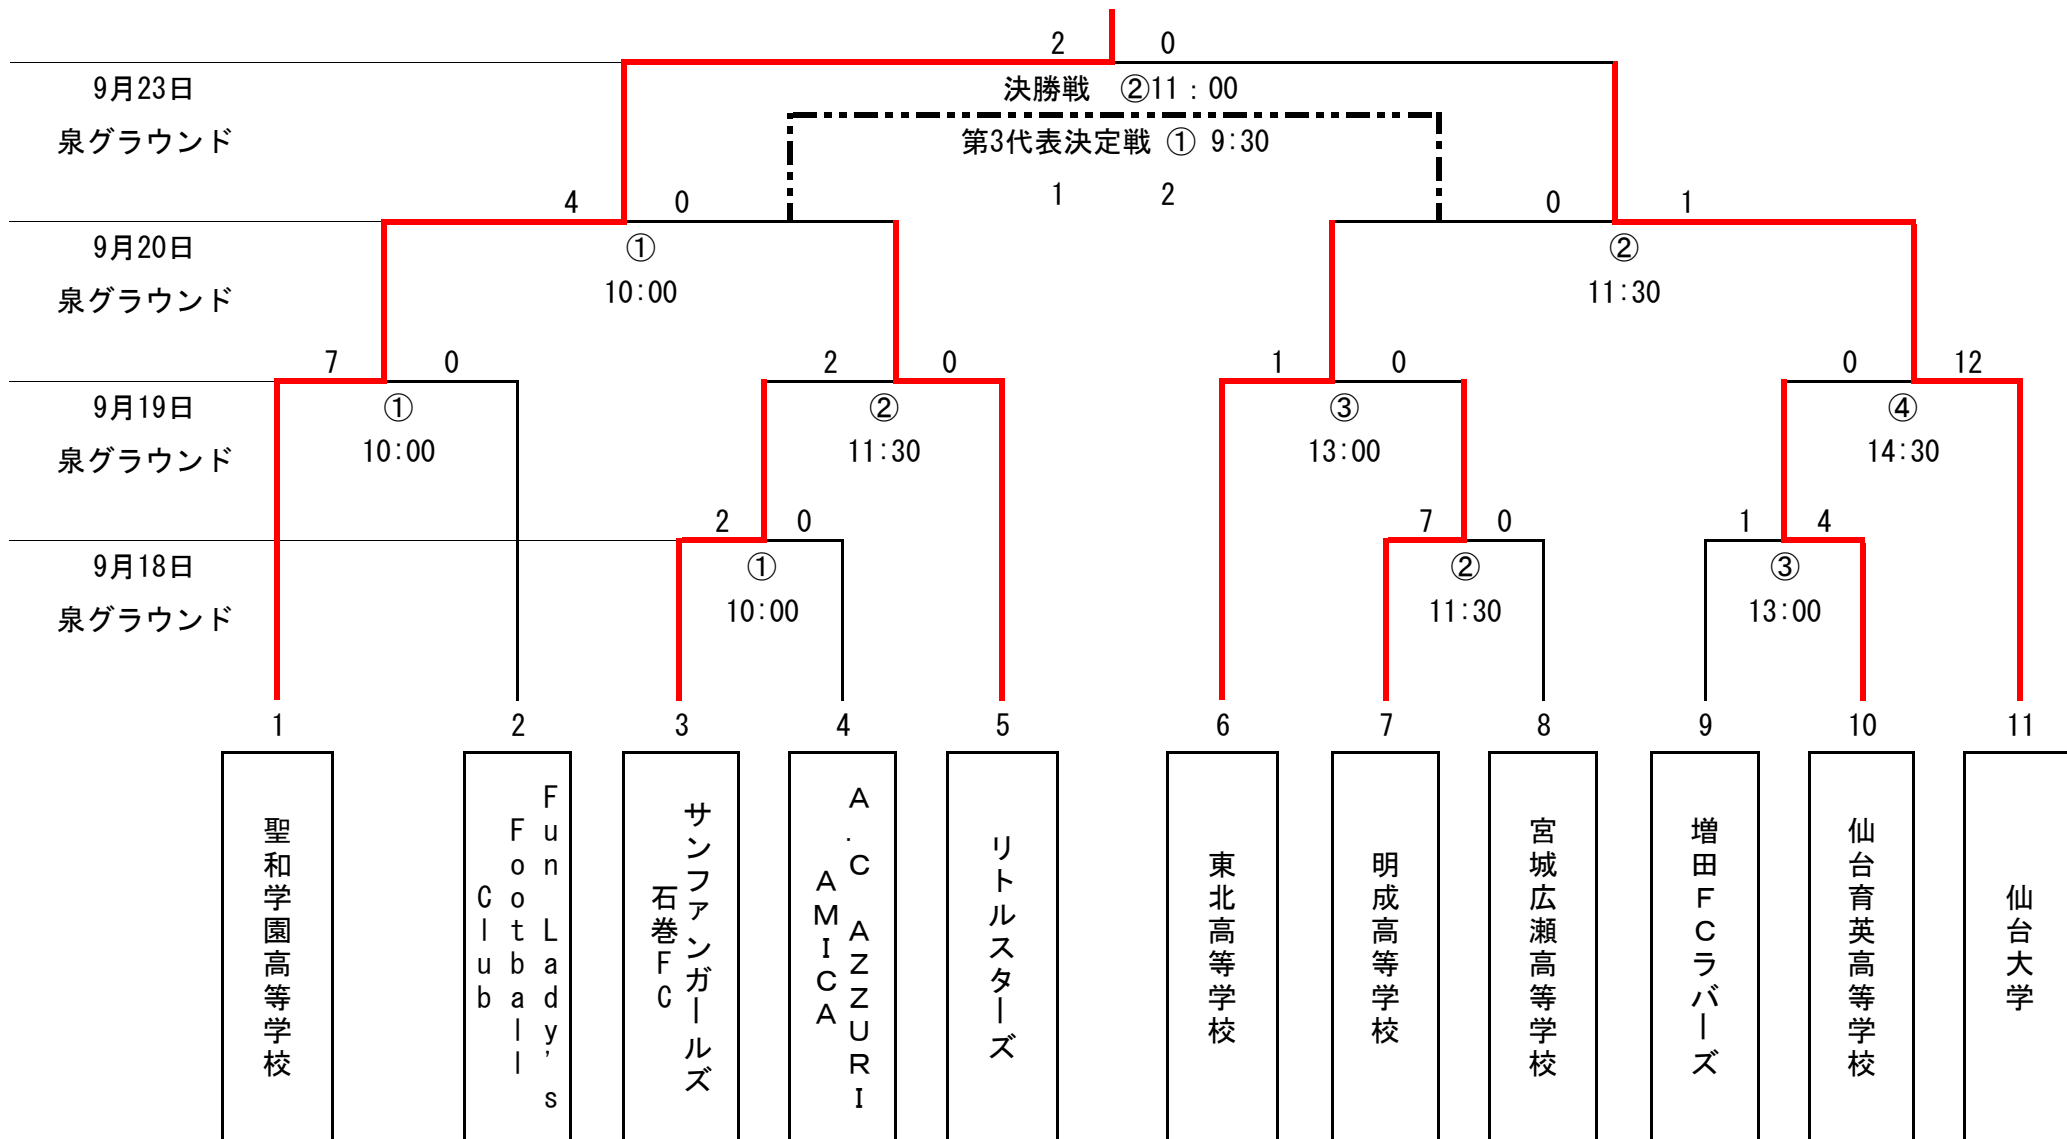 2 0
9月23日
決勝戦 ②11：00
泉グラウンド
第3代表決定戦 ① 9:30
1 2
4 0
0 1
9月20日
① ②
泉グラウンド
10:00 11:30
7 0
2 0
1 0
0 12
9月19日
① ② ③ ④
泉グラウンド
10:00 11:30 13:00 14:30
2 0
7 0
1 4
9月18日
① ② ③
泉グラウンド
10:00 11:30 13:00
1 2 3 4 5 6 7 8 9 10 11
聖和学園高等学校
Fun Lady's
Football
Club
サンファンガールズ
石巻FC
A.C AZZURI
AMICA
リトルスターズ
東北高等学校
明成高等学校
宮城広瀬高等学校
増田FCラバーズ
仙台育英高等学校
仙台大学